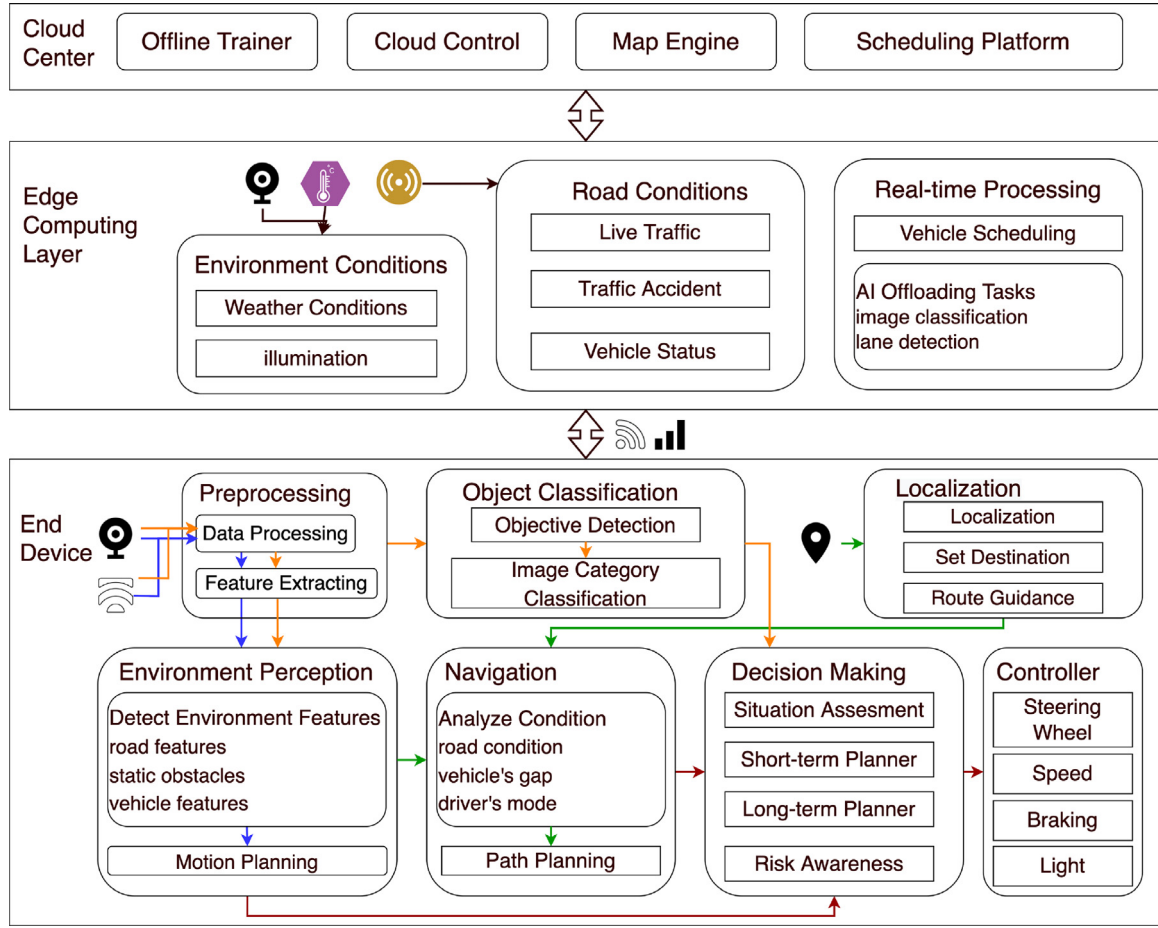 Cloud
Center
Offline Trainer
Cloud Control
Map Engine
Scheduling Platform
Edge
Computing
Layer
°C
Environment Conditions
Weather Conditions
illumination
Road Conditions
Live Traffic
Traffic Accident
Vehicle Status
Real-time Processing
Vehicle Scheduling
AI Offloading Tasks
image classification
lane detection
End
Device
Preprocessing
Data Processing
Feature Extracting
Object Classification
Objective Detection
Image Category
Classification
Localization
Localization
Set Destination
Route Guidance
Environment Perception
Detect Environment Features
road features
static obstacles
vehicle features
Motion Planning
Navigation
Analyze Condition
road condition
vehicle's gap
driver's mode
Path Planning
Decision Making
Situation Assesment
Short-term Planner
Long-term Planner
Risk Awareness
Controller
Steering
Wheel
Speed
Braking
Light